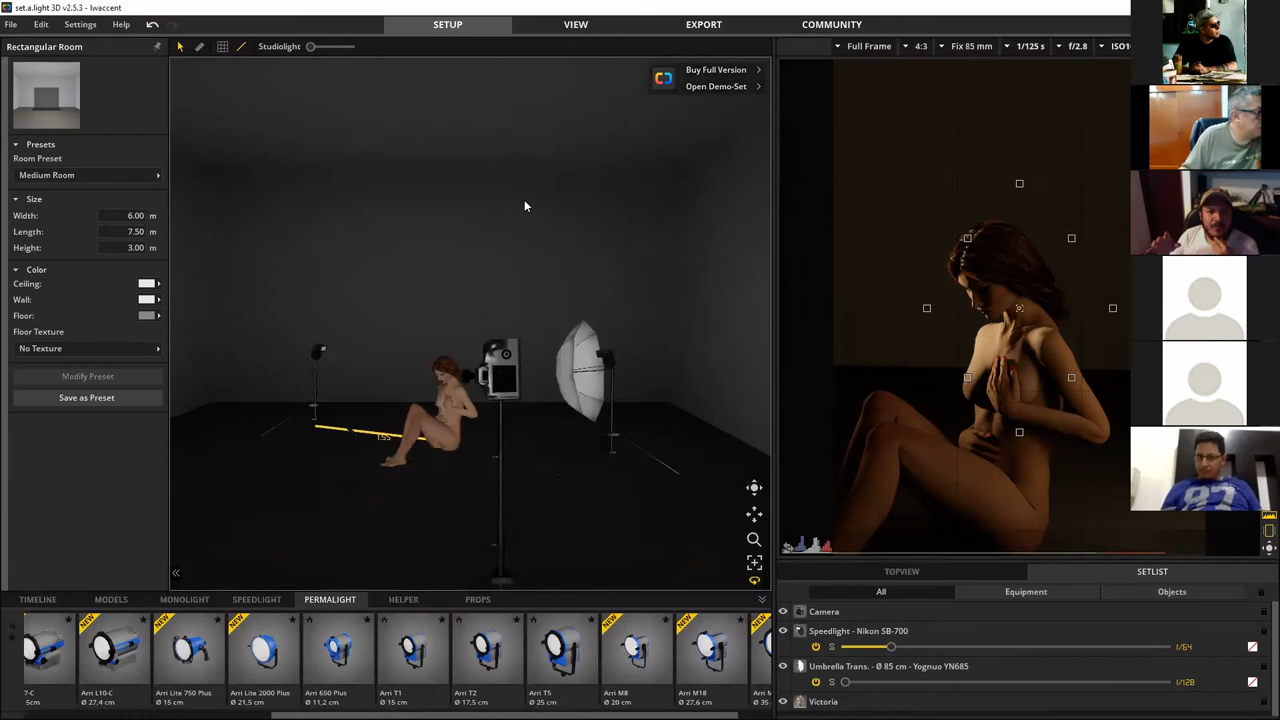 set.a.light 3D v2.5.3 - lwaccent
File Edit Settings Help SETUP VIEW EXPORT COMMUNITY
Rectangular Room
Studiolight
Full Frame 4:3 Fix 85 mm 1/125 s f/2.8
Buy Full Version
Open Demo-Set
Presets
Room Preset
Medium Room
Size
Width: 6.00 m
Length: 7.50 m
Height: 3.00 m
Color
Ceiling:
Wall:
Floor:
Floor Texture
No Texture
Modify Preset
Save as Preset
1.55
87
TOPVIEW SETLIST
All Equipment Objects
Camera
Speedlight - Nikon SB-700
1/64
Umbrella Trans. - Ø 85 cm - Yognuo YN685
1/128
Victoria
TIMELINE MODELS MONOLIGHT SPEEDLIGHT PERMALIGHT HELPER PROPS
NEW NEW NEW NEW NEW
7-C Arri L10-C Arri Lite 750 Plus Arri Lite 2000 Plus Arri 650 Plus Arri T1 Arri T2 Arri T5 Arri M8 Arri M18 Arri M
5cm Ø 27,4 cm Ø 15 cm Ø 21,5 cm Ø 11,2 cm Ø 15 cm Ø 17,5 cm Ø 25 cm Ø 20 cm Ø 27,6 cm Ø 35